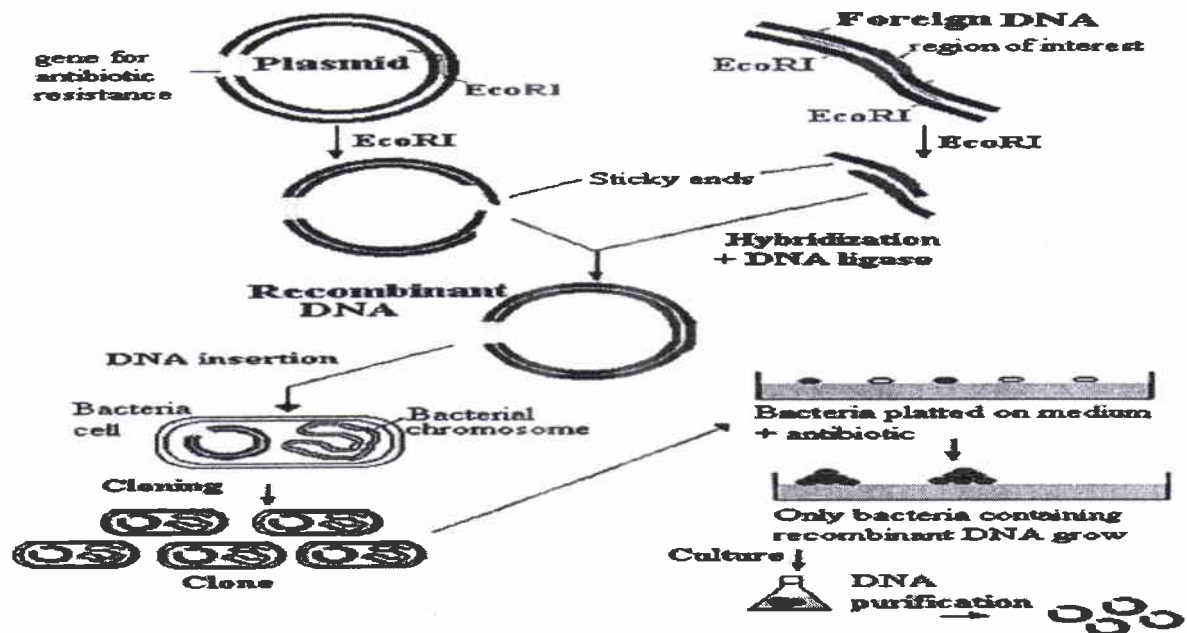 gene for
antibiotic
resistance
Plasmid
EcoRI
EcoRI
Foreign DNA
region of interest
EcoRI
EcoRI
EcoRI
Sticky ends
Hybridization
+ DNA ligase
Recombinant
DNA
DNA insertion
Bacteria
cell
Bacterial
chromosome
Cloning
Clone
Bacteria platted on medium
+ antibiotic
Only bacteria containing
recombinant DNA grow
Culture
DNA
purification